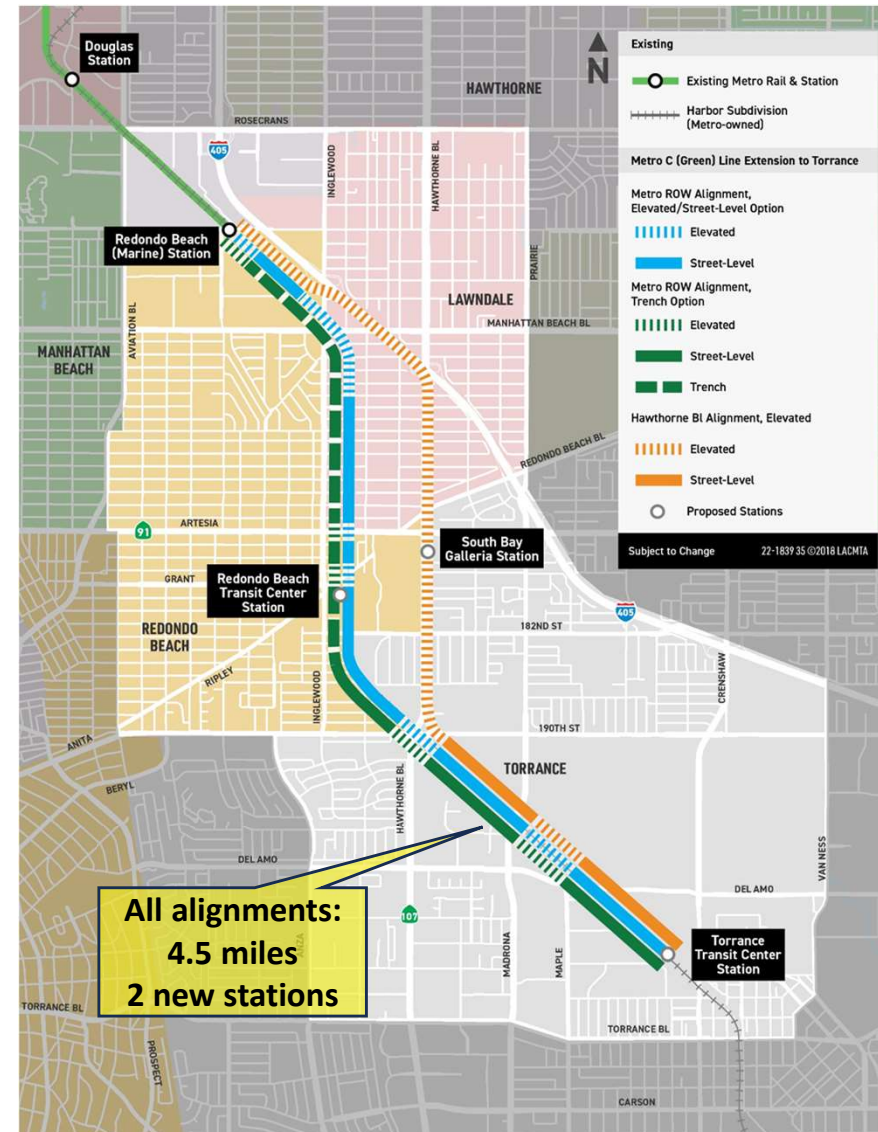 Douglas
Station
HAWTHORNE
N
ROSECRANS
405
INGLEWOOD
HAWTHORNE BL
Redondo Beach
(Marine) Station
PRAIRIE
LAWNDALE
AVIATION BL
MANHATTAN BEACH BL
MANHATTAN
BEACH
REDONDO BEACH BL
ARTESIA
91
South Bay
Galleria Station
GRANT
Redondo Beach
Transit Center
Station
405
182ND ST
REDONDO
BEACH
RIPLEY
INGLEWOOD
CRENSHAW
190TH ST
ANITA
TORRANCE
BERYL
HAWTHORNE BL
VAN NESS
DEL AMO
DEL AMO
All alignments:
4.5 miles
2 new stations
107
ANZA
MADRONA
MAPLE
Torrance
Transit Center
Station
TORRANCE BL
TORRANCE BL
PROSPECT
CARSON
Existing
Existing Metro Rail & Station
Harbor Subdivision
(Metro-owned)
Metro C (Green) Line Extension to Torrance
Metro ROW Alignment,
Elevated/Street-Level Option
Elevated
Street-Level
Metro ROW Alignment,
Trench Option
Elevated
Street-Level
Trench
Hawthorne Bl Alignment, Elevated
Elevated
Street-Level
Proposed Stations
Subject to Change
22-1839 35 ©2018 LACMTA